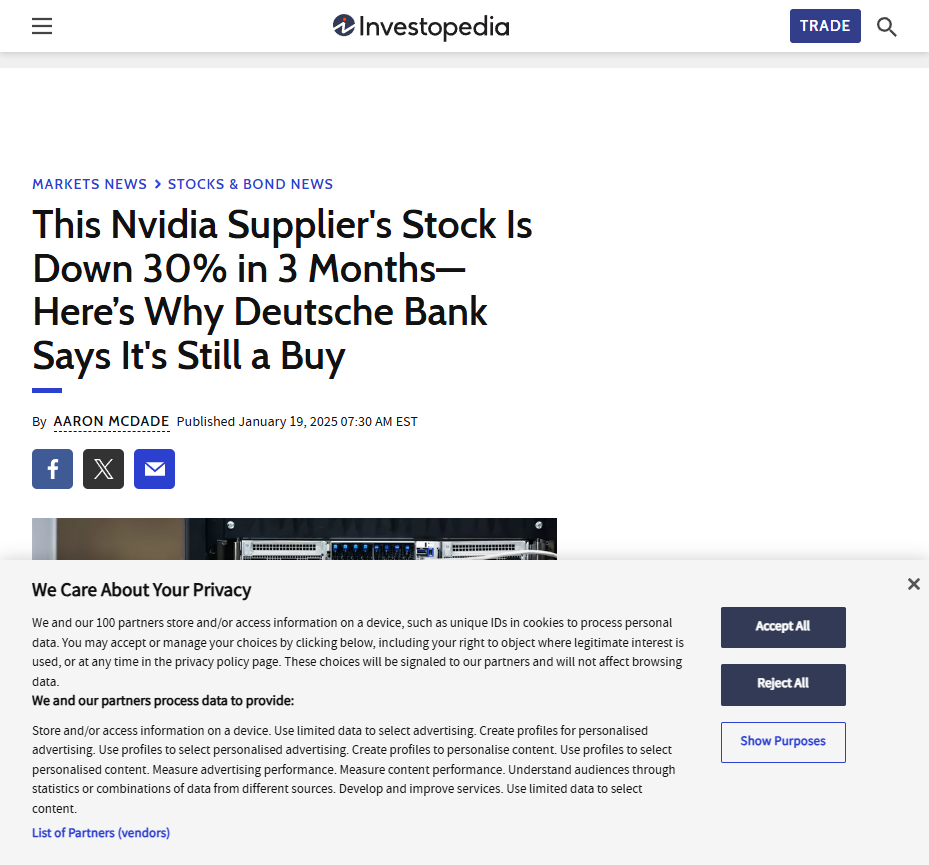 Investopedia
TRADE
MARKETS NEWS > STOCKS & BOND NEWS
This Nvidia Supplier's Stock Is
Down 30% in 3 Months—
Here’s Why Deutsche Bank
Says It's Still a Buy
By AARON MCDADE Published January 19, 2025 07:30 AM EST
We Care About Your Privacy
We and our 100 partners store and/or access information on a device, such as unique IDs in cookies to process personal
data. You may accept or manage your choices by clicking below, including your right to object where legitimate interest is
used, or at any time in the privacy policy page. These choices will be signaled to our partners and will not affect browsing
data.
We and our partners process data to provide:
Store and/or access information on a device. Use limited data to select advertising. Create profiles for personalised
advertising. Use profiles to select personalised advertising. Create profiles to personalise content. Use profiles to select
personalised content. Measure advertising performance. Measure content performance. Understand audiences through
statistics or combinations of data from different sources. Develop and improve services. Use limited data to select
content.
List of Partners (vendors)
Accept All
Reject All
Show Purposes